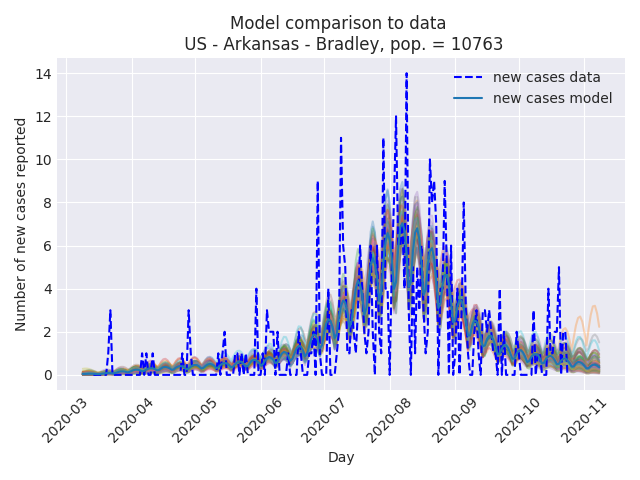 Model comparison to data
US - Arkansas - Bradley, pop. = 10763
new cases data
new cases model
Number of new cases reported
14
12
10
8
6
4
2
0
2020-03
2020-04
2020-05
2020-06
2020-07
2020-08
2020-09
2020-10
2020-11
Day